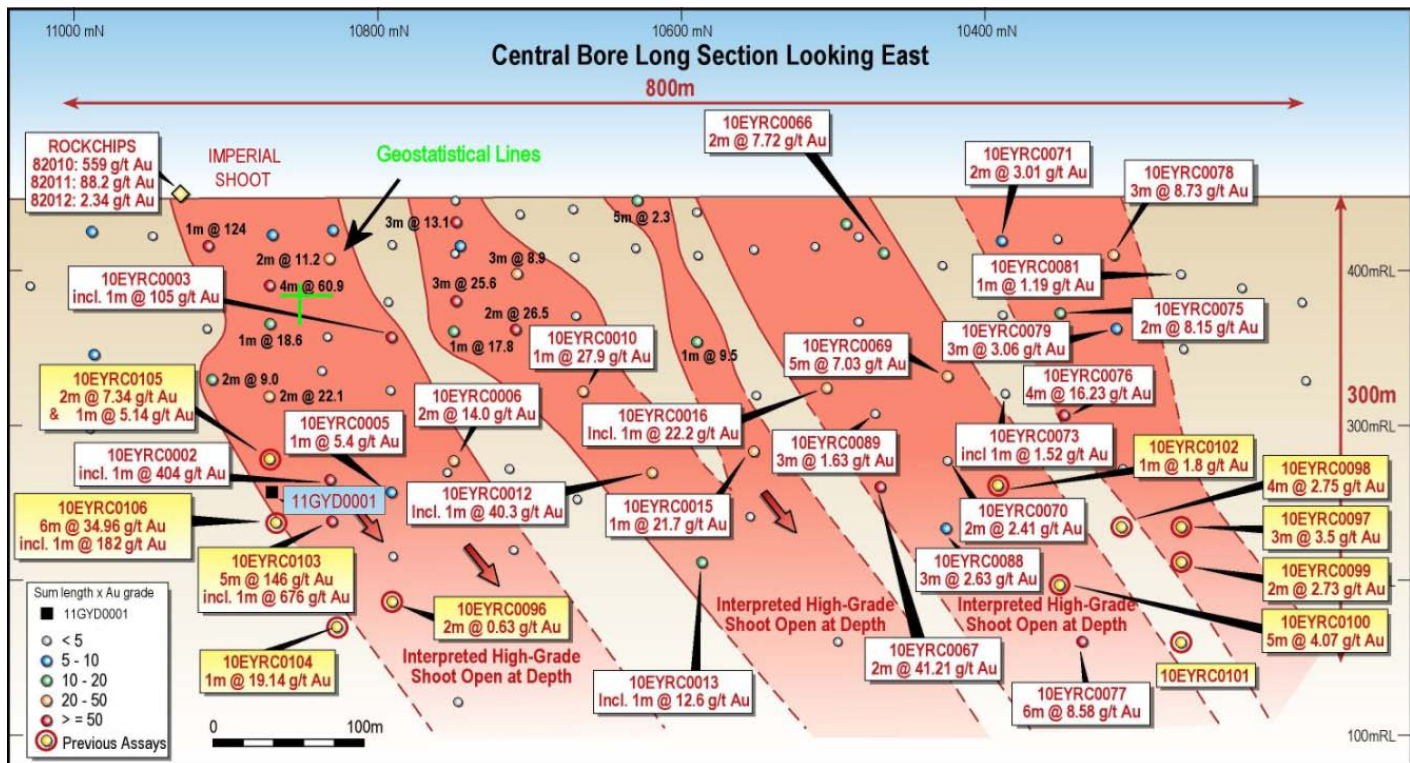 11000 mN
10800 mN
10600 mN
10400 mN
Central Bore Long Section Looking East
800m
ROCKCHIPS
82010: 559 g/t Au
82011: 88.2 g/t Au
82012: 2.34 g/t Au
IMPERIAL
SHOOT
Geostatistical Lines
10EYRC0066
2m @ 7.72 g/t Au
10EYRC0071
2m @ 3.01 g/t Au
10EYRC0078
3m @ 8.73 g/t Au
1m @ 124
3m @ 13.1
5m @ 2.3
2m @ 11.2
3m @ 8.9
4m @ 60.9
3m @ 25.6
2m @ 26.5
1m @ 18.6
1m @ 17.8
1m @ 9.5
2m @ 9.0
2m @ 22.1
400mRL
300m
300mRL
100mRL
10EYRC0081
1m @ 1.19 g/t Au
10EYRC0003
incl. 1m @ 105 g/t Au
10EYRC0075
2m @ 8.15 g/t Au
10EYRC0079
3m @ 3.06 g/t Au
10EYRC0010
1m @ 27.9 g/t Au
10EYRC0069
5m @ 7.03 g/t Au
10EYRC0076
4m @ 16.23 g/t Au
10EYRC0105
2m @ 7.34 g/t Au
& 1m @ 5.14 g/t Au
10EYRC0006
2m @ 14.0 g/t Au
10EYRC0016
Incl. 1m @ 22.2 g/t Au
10EYRC0005
1m @ 5.4 g/t Au
10EYRC0089
3m @ 1.63 g/t Au
10EYRC0073
incl 1m @ 1.52 g/t Au
10EYRC0102
1m @ 1.8 g/t Au
10EYRC0002
incl. 1m @ 404 g/t Au
10EYRC0098
4m @ 2.75 g/t Au
11GYD0001
10EYRC0012
Incl. 1m @ 40.3 g/t Au
10EYRC0015
1m @ 21.7 g/t Au
10EYRC0070
2m @ 2.41 g/t Au
10EYRC0106
6m @ 34.96 g/t Au
incl. 1m @ 182 g/t Au
10EYRC0097
3m @ 3.5 g/t Au
10EYRC0103
5m @ 146 g/t Au
incl. 1m @ 676 g/t Au
10EYRC0088
3m @ 2.63 g/t Au
10EYRC0099
2m @ 2.73 g/t Au
10EYRC0096
2m @ 0.63 g/t Au
Interpreted High-Grade
Shoot Open at Depth
Interpreted High-Grade
Shoot Open at Depth
10EYRC0100
5m @ 4.07 g/t Au
10EYRC0104
1m @ 19.14 g/t Au
Interpreted High-Grade
Shoot Open at Depth
10EYRC0067
2m @ 41.21 g/t Au
10EYRC0101
10EYRC0013
Incl. 1m @ 12.6 g/t Au
10EYRC0077
6m @ 8.58 g/t Au
Sum length x Au grade
11GYD0001
< 5
5 - 10
10 - 20
20 - 50
> = 50
Previous Assays
0
100m